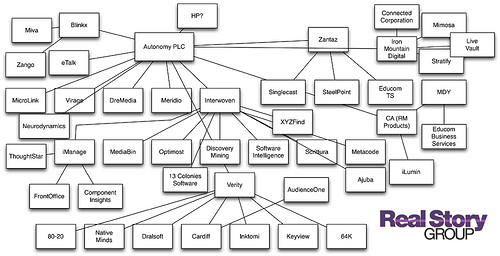 HP?
Connected
Corporation
Mimosa
Miva
Blinkx
Iron
Mountain
Digital
Live
Vault
Autonomy PLC
Zantaz
Zango
eTalk
Stratify
MicroLink
Virage
DreMedia
Meridio
Interwoven
Singlecast
SteelPoint
Educom
TS
MDY
Neurodynamics
XYZFind
CA (RM
Products)
Educom
Business
Services
ThoughtStar
iManage
MediaBin
Optimost
Discovery
Mining
Software
Intelligence
Scrittura
Metacode
13 Colonies
Software
Ajuba
iLumin
FrontOffice
Component
Insights
Verity
AudienceOne
80-20
Native
Minds
Dralsoft
Cardiff
Inktomi
Keyview
64K
Real Story
GROUP